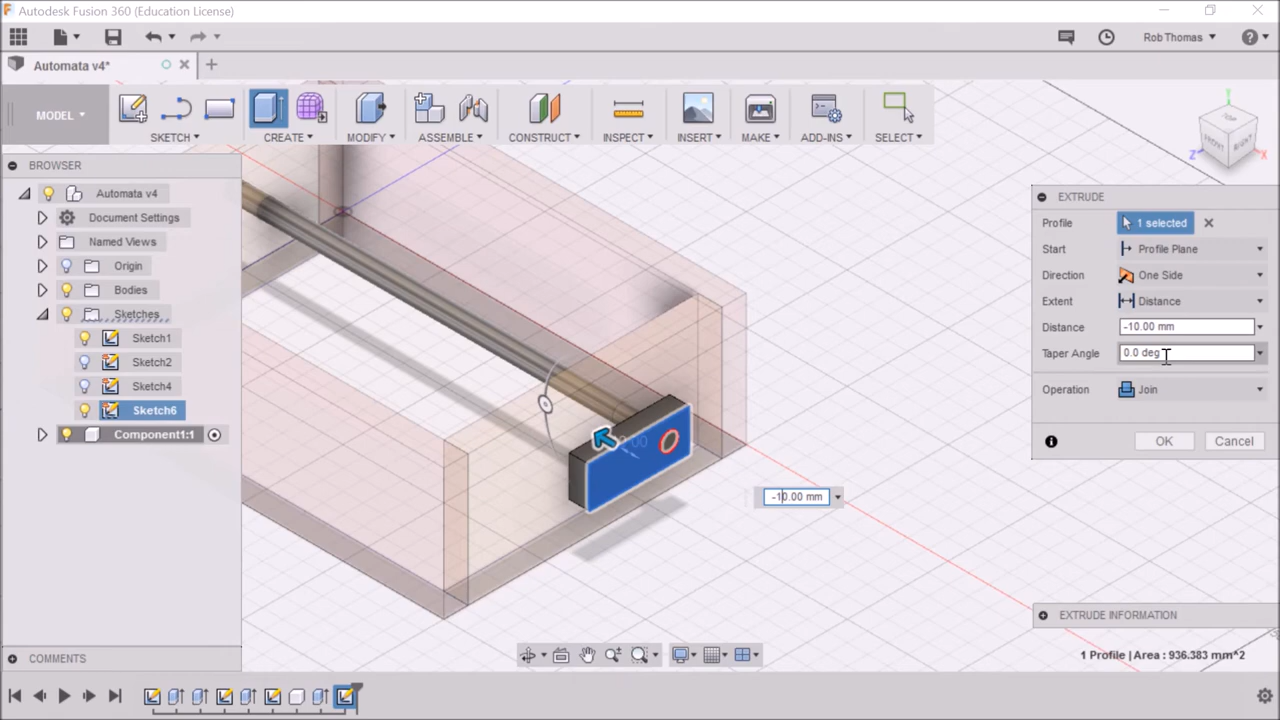 Autodesk Fusion 360 (Education License)
Rob Thomas
Automata v4*
MODEL
SKETCH
CREATE
MODIFY
ASSEMBLE
CONSTRUCT
INSPECT
INSERT
MAKE
ADD-INS
SELECT
FRONT
RIGHT
Y
Z
X
BROWSER
Automata v4
Document Settings
Named Views
Origin
Bodies
Sketches
Sketch1
Sketch2
Sketch4
Sketch6
Component1:1
EXTRUDE
Profile 1 selected
Start Profile Plane
Direction One Side
Extent Distance
Distance -10.00 mm
Taper Angle 0.0 deg
Operation Join
OK Cancel
-10.00 mm
EXTRUDE INFORMATION
COMMENTS
1 Profile | Area : 936.383 mm^2